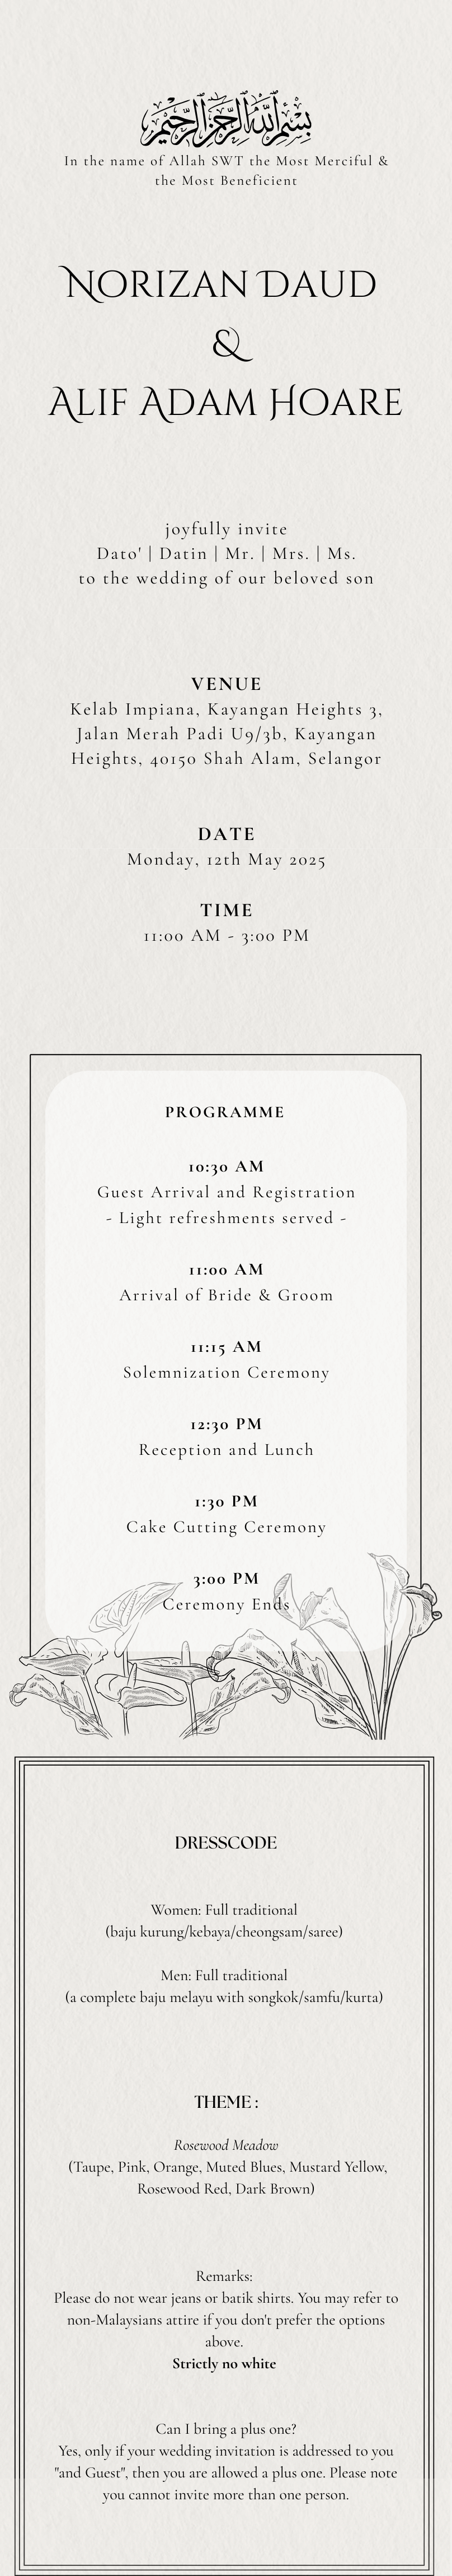 بسم الله الرحمن الرحيم
In the name of Allah SWT the Most Merciful &
the Most Beneficient
NORIZAN DAUD
&
ALIF ADAM HOARE
joyfully invite
Dato' | Datin | Mr. | Mrs. | Ms.
to the wedding of our beloved son
VENUE
Kelab Impiana, Kayangan Heights 3,
Jalan Merah Padi U9/3b, Kayangan
Heights, 40150 Shah Alam, Selangor
DATE
Monday, 12th May 2025
TIME
11:00 AM - 3:00 PM
PROGRAMME
10:30 AM
Guest Arrival and Registration
- Light refreshments served -
11:00 AM
Arrival of Bride & Groom
11:15 AM
Solemnization Ceremony
12:30 PM
Reception and Lunch
1:30 PM
Cake Cutting Ceremony
3:00 PM
Ceremony Ends
DRESSCODE
Women: Full traditional
(baju kurung/kebaya/cheongsam/saree)
Men: Full traditional
(a complete baju melayu with songkok/samfu/kurta)
THEME :
Rosewood Meadow
(Taupe, Pink, Orange, Muted Blues, Mustard Yellow,
Rosewood Red, Dark Brown)
Remarks:
Please do not wear jeans or batik shirts. You may refer to
non-Malaysians attire if you don't prefer the options
above.
Strictly no white
Can I bring a plus one?
Yes, only if your wedding invitation is addressed to you
"and Guest", then you are allowed a plus one. Please note
you cannot invite more than one person.